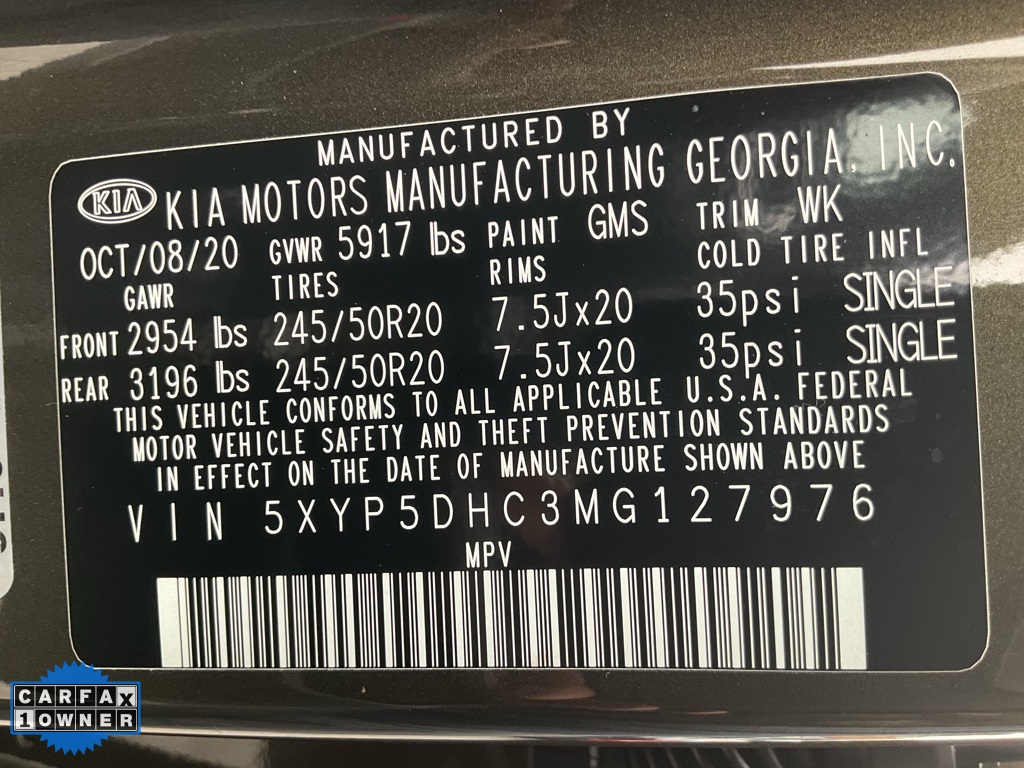 MANUFACTURED BY
KIA KIA MOTORS MANUFACTURING GEORGIA, INC.
OCT/08/20 GVWR 5917 lbs PAINT GMS TRIM WK
GAWR TIRES RIMS COLD TIRE INFL
FRONT 2954 lbs 245/50R20 7.5Jx20 35psi SINGLE
REAR 3196 lbs 245/50R20 7.5Jx20 35psi SINGLE
THIS VEHICLE CONFORMS TO ALL APPLICABLE U.S.A. FEDERAL
MOTOR VEHICLE SAFETY AND THEFT PREVENTION STANDARDS
IN EFFECT ON THE DATE OF MANUFACTURE SHOWN ABOVE
VIN 5XYP5DHC3MG127976
MPV
CARFAX
1 OWNER